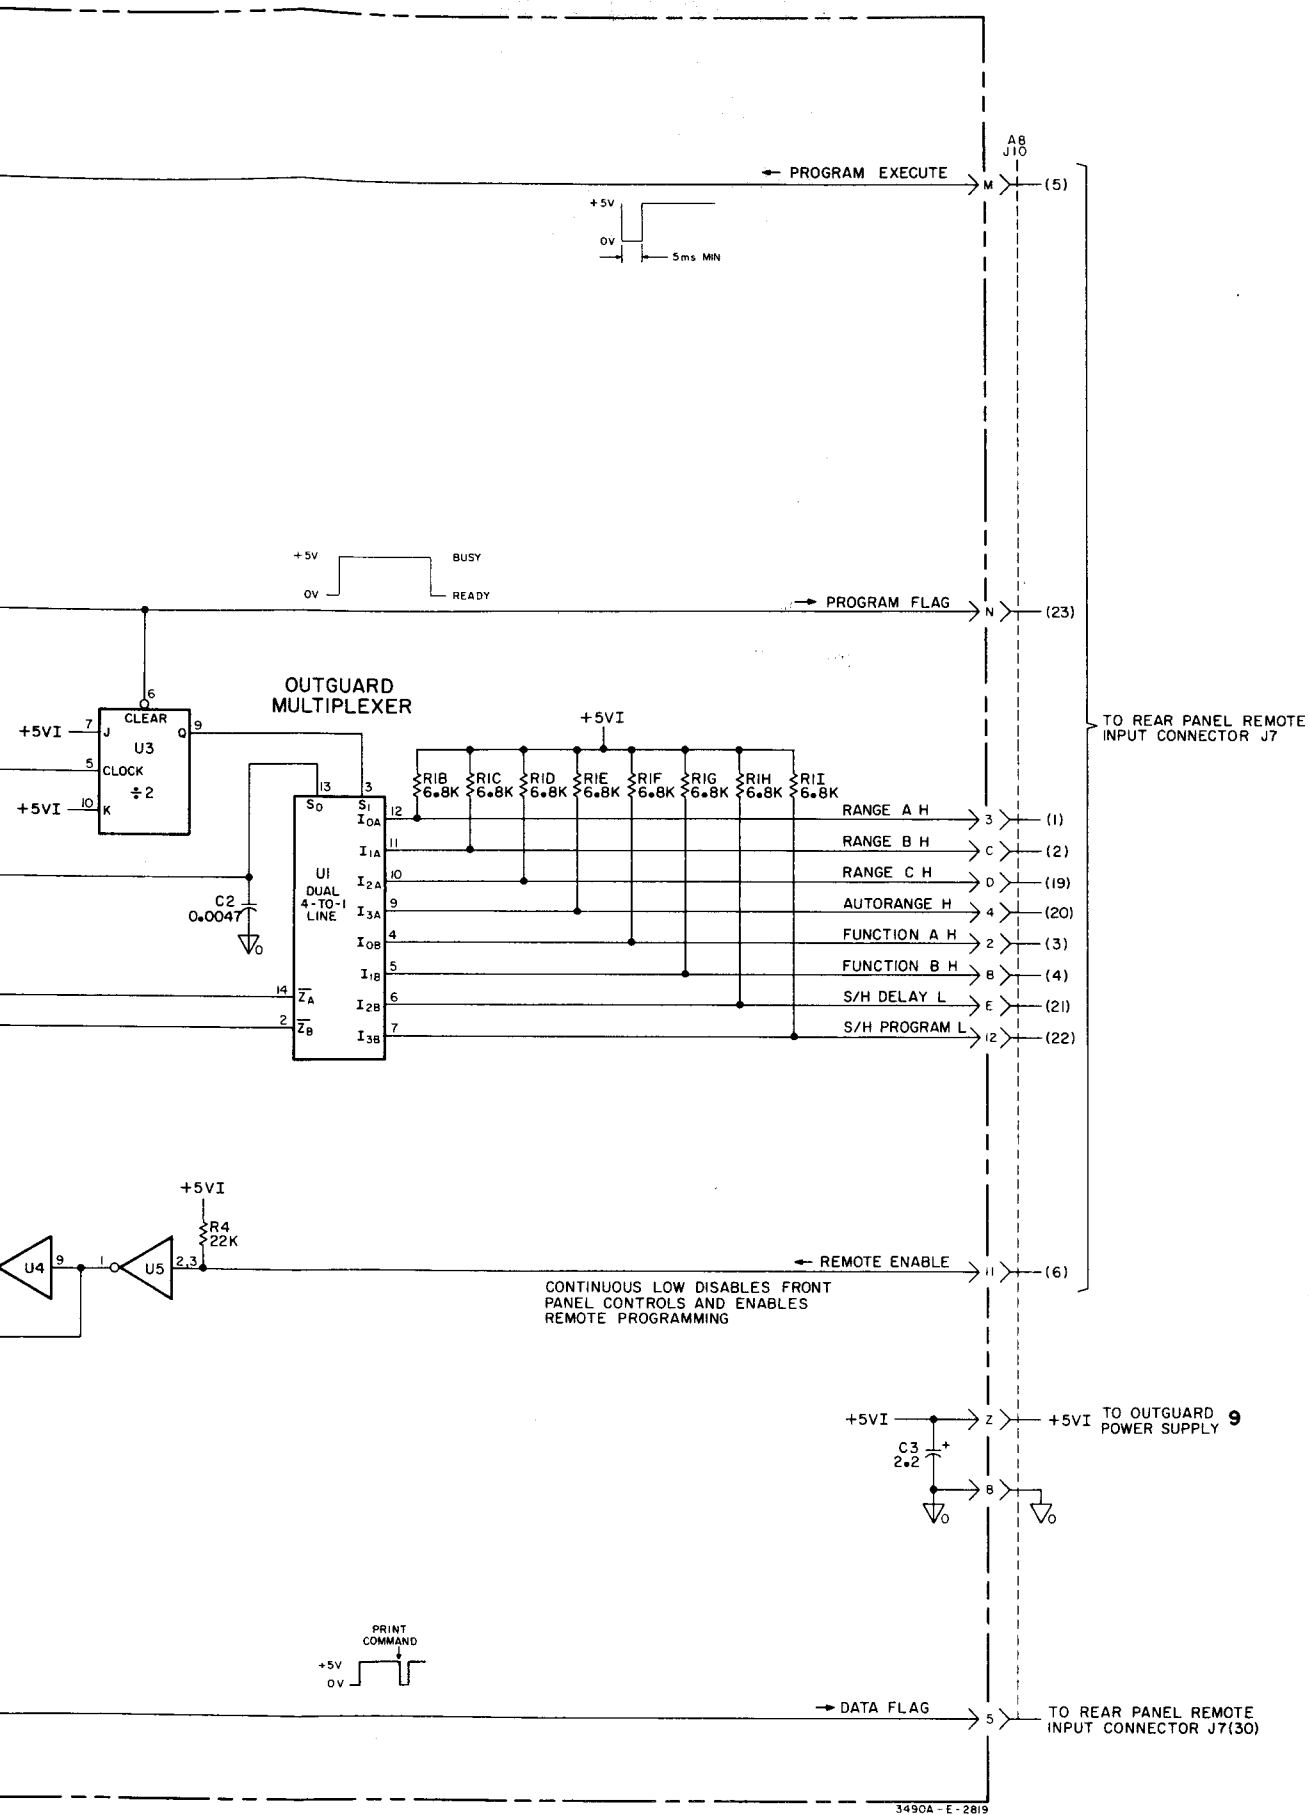 A8
J10
← PROGRAM EXECUTE
M
(5)
+5V
0V
5ms MIN
+5V
BUSY
0V
READY
→ PROGRAM FLAG
N
(23)
OUTGUARD
MULTIPLEXER
6
CLEAR
+5VI
7
J
U3
Q
9
5
CLOCK
÷2
+5VI
10
K
+5VI
TO REAR PANEL REMOTE
INPUT CONNECTOR J7
R1B
6.8K
R1C
6.8K
R1D
6.8K
R1E
6.8K
R1F
6.8K
R1G
6.8K
R1H
6.8K
R1I
6.8K
13
3
S0
S1
U1
DUAL
4-TO-1
LINE
I0A
12
RANGE A H
3
(1)
I1A
11
RANGE B H
C
(2)
I2A
10
RANGE C H
D
(19)
I3A
9
AUTORANGE H
4
(20)
I0B
4
FUNCTION A H
2
(3)
I1B
5
FUNCTION B H
B
(4)
I2B
6
S/H DELAY L
E
(21)
I3B
7
S/H PROGRAM L
12
(22)
C2
0.0047
0
14
Z̅A
2
Z̅B
+5VI
R4
22K
U4
9
1
U5
2,3
← REMOTE ENABLE
11
(6)
CONTINUOUS LOW DISABLES FRONT
PANEL CONTROLS AND ENABLES
REMOTE PROGRAMMING
+5VI
Z
+5VI
TO OUTGUARD 9
POWER SUPPLY
C3
2.2
+
0
0
PRINT
COMMAND
+5V
0V
→ DATA FLAG
5
TO REAR PANEL REMOTE
INPUT CONNECTOR J7(30)
3490A-E-2819